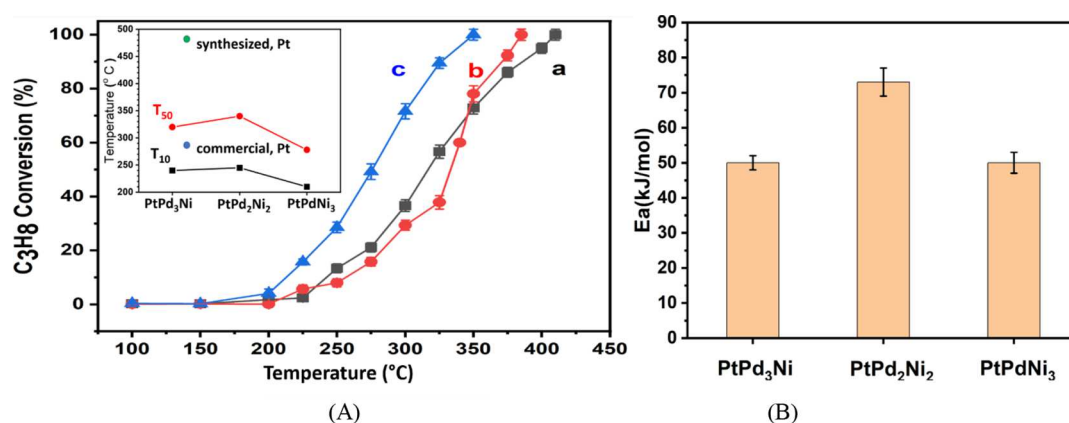 C3H8 Conversion (%)
100
80
60
40
20
0
100
150
200
250
300
350
400
450
Temperature (°C)
a
b
c
Temperature (° C)
500
450
400
350
300
250
200
synthesized, Pt
T50
commercial, Pt
T10
PtPd3Ni
PtPd2Ni2
PtPdNi3
(A)
Ea(kJ/mol)
90
80
70
60
50
40
30
20
10
0
PtPd3Ni
PtPd2Ni2
PtPdNi3
(B)